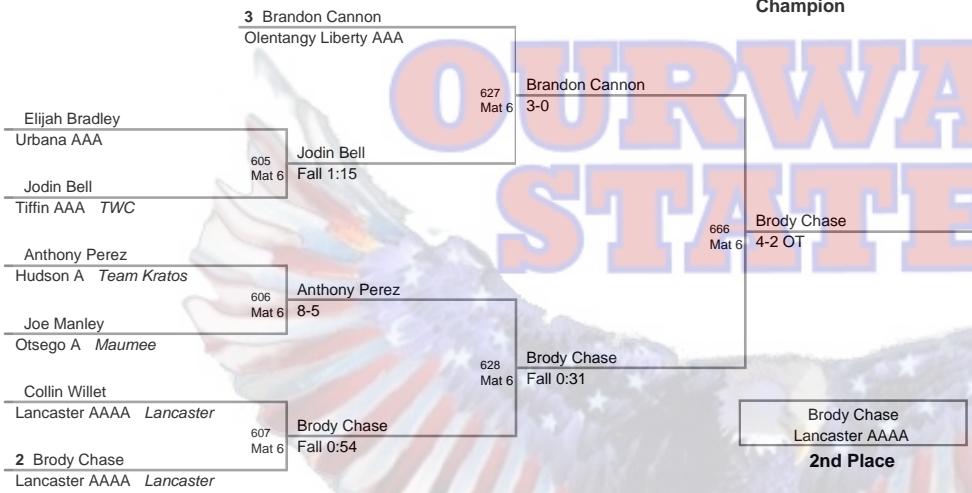 Champion
3 Brandon Cannon
Olentangy Liberty AAA
OURWA
STATE
627
Mat 6
Brandon Cannon
3-0
Elijah Bradley
Urbana AAA
605
Mat 6
Jodin Bell
Fall 1:15
Jodin Bell
Tiffin AAA TWC
666
Mat 6
Brody Chase
4-2 OT
Anthony Perez
Hudson A Team Kratos
606
Mat 6
Anthony Perez
8-5
Joe Manley
Otsego A Maumee
628
Mat 6
Brody Chase
Fall 0:31
Collin Willet
Lancaster AAAA Lancaster
607
Mat 6
Brody Chase
Fall 0:54
2 Brody Chase
Lancaster AAAA Lancaster
Brody Chase
Lancaster AAAA
2nd Place